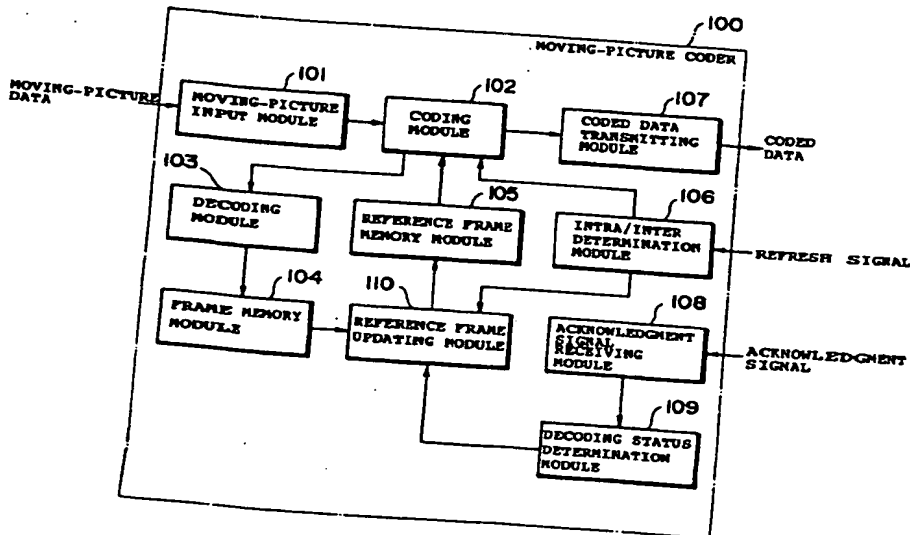 100
MOVING-PICTURE CODER
101
MOVING-PICTURE
DATA
MOVING-PICTURE
INPUT MODULE
102
CODING
MODULE
107
CODED DATA
TRANSMITTING
MODULE
CODED
DATA
103
DECODING
MODULE
105
REFERENCE FRAME
MEMORY MODULE
106
INTRA/INTER
DETERMINATION
MODULE
REFRESH SIGNAL
104
FRAME MEMORY
MODULE
110
REFERENCE FRAME
UPDATING MODULE
108
ACKNOWLEDGMENT
SIGNAL
RECEIVING
MODULE
ACKNOWLEDGMENT
SIGNAL
109
DECODING STATUS
DETERMINATION
MODULE